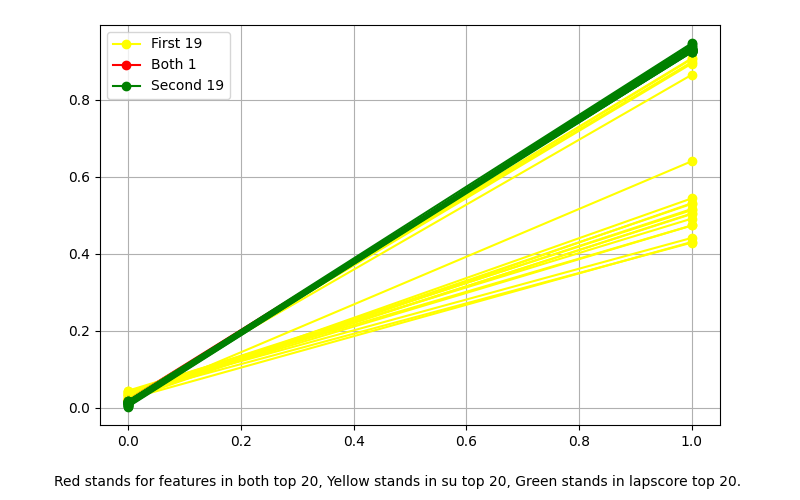 First 19
Both 1
Second 19
0.8
0.6
0.4
0.2
0.0
0.0 0.2 0.4 0.6 0.8 1.0
Red stands for features in both top 20, Yellow stands in su top 20, Green stands in lapscore top 20.